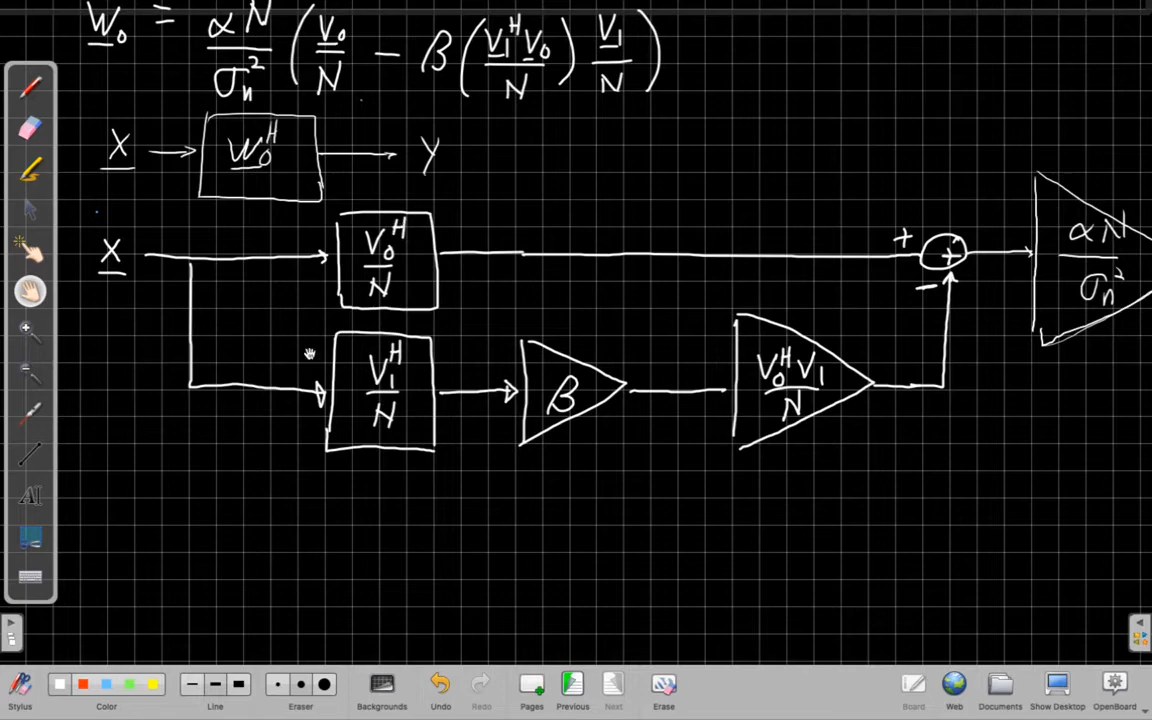 W₀ = αN/σₙ² ( V₀/N − β ( V₁ᴴV₀/N ) V₁/N )
X → W₀ᴴ → y
X V₀ᴴ/N + + αN/σₙ²
−
V₁ᴴ/N β V₀ᴴV₁/N
Stylus Color Line Eraser Backgrounds Undo Redo Pages Previous Next Erase Board Web Documents Show Desktop OpenBoard